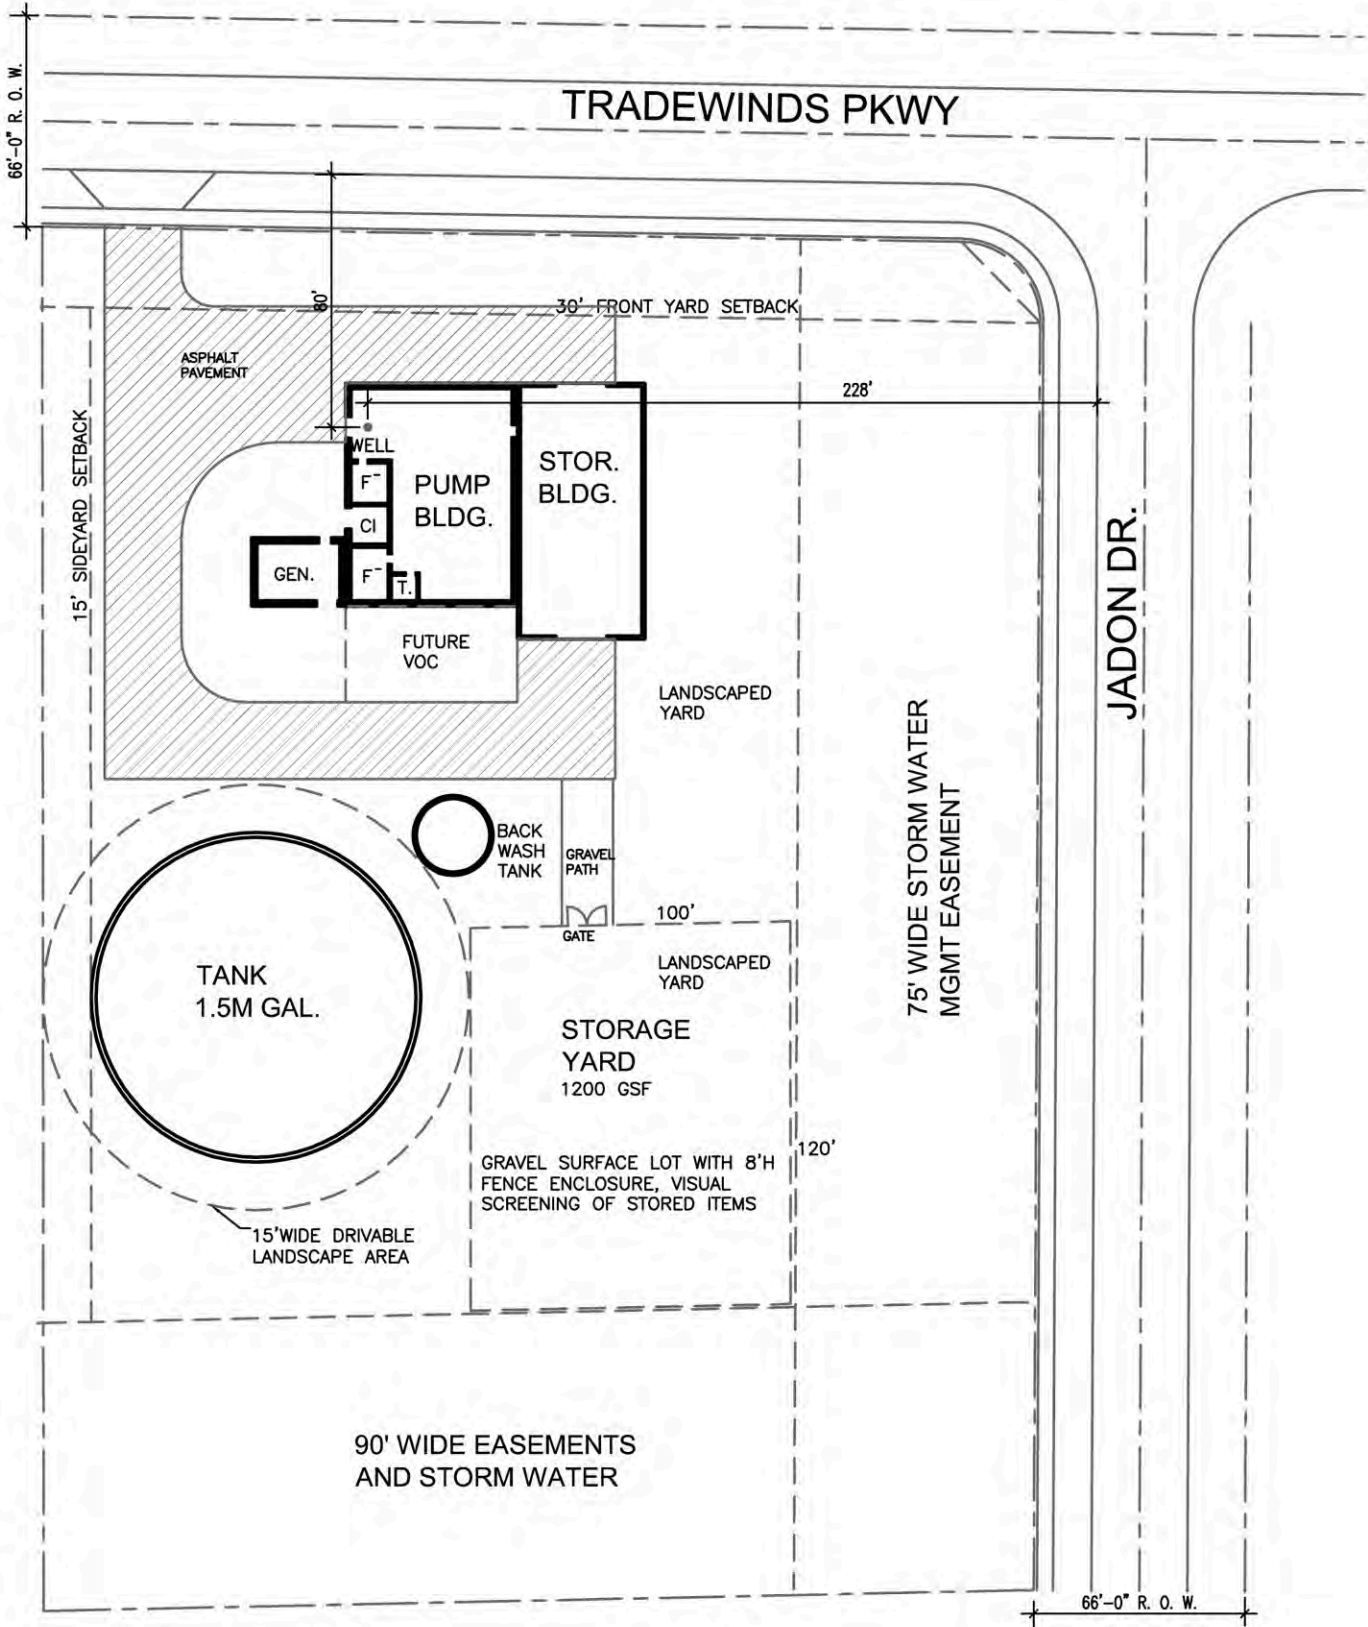 TRADEWINDS PKWY
66'-0" R. O. W.
80'
30' FRONT YARD SETBACK
ASPHALT
PAVEMENT
228'
15' SIDEYARD SETBACK
WELL
F-
CI
F-
T.
GEN.
PUMP
BLDG.
STOR.
BLDG.
FUTURE
VOC
JADON DR.
LANDSCAPED
YARD
75' WIDE STORM WATER
MGMT EASEMENT
BACK
WASH
TANK
GRAVEL
PATH
GATE
100'
LANDSCAPED
YARD
TANK
1.5M GAL.
STORAGE
YARD
1200 GSF
120'
GRAVEL SURFACE LOT WITH 8'H
FENCE ENCLOSURE, VISUAL
SCREENING OF STORED ITEMS
15'WIDE DRIVABLE
LANDSCAPE AREA
90' WIDE EASEMENTS
AND STORM WATER
66'-0" R. O. W.